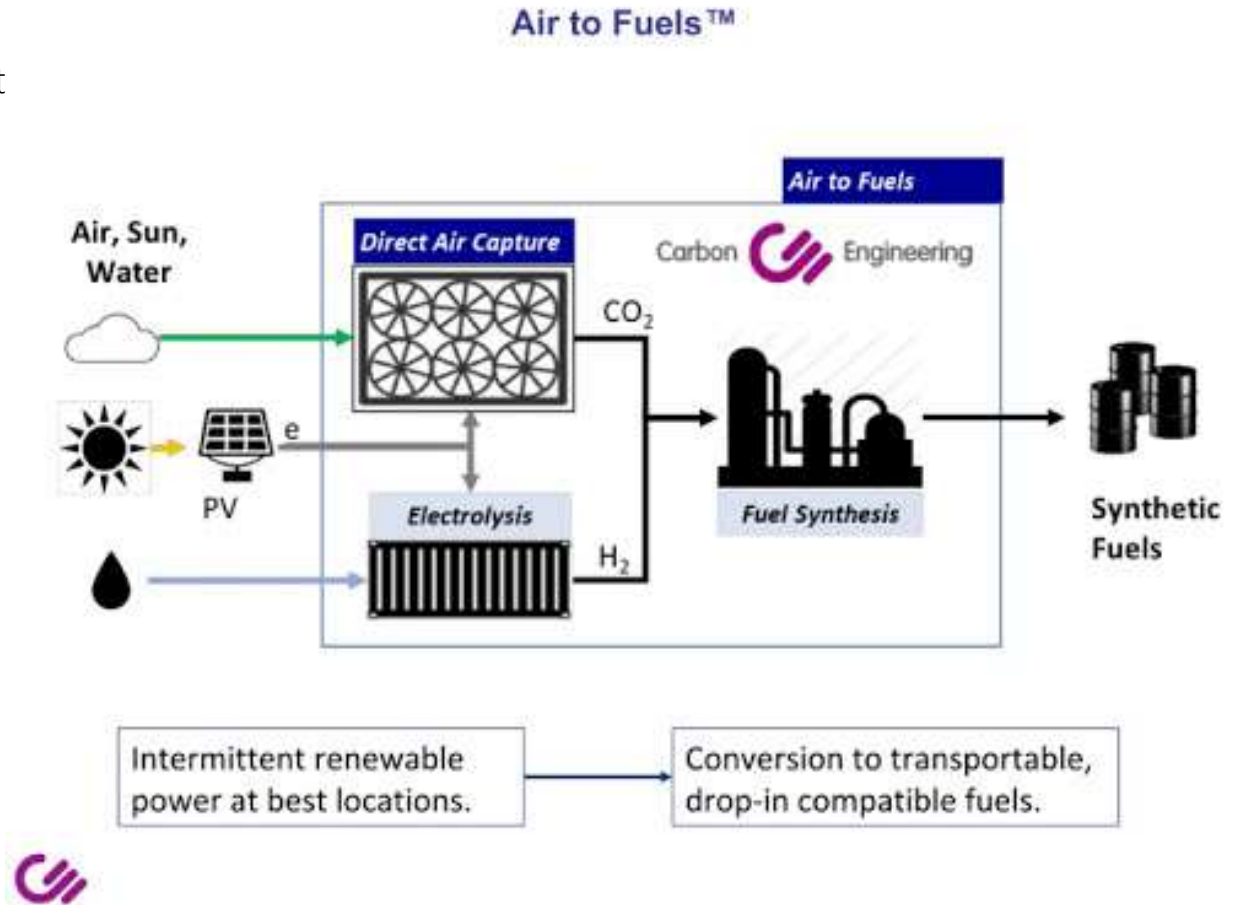 Air to Fuels™
t
Air to Fuels
Air, Sun,
Water
Direct Air Capture
Carbon Engineering
CO₂
e
PV
Electrolysis
H₂
Fuel Synthesis
Synthetic
Fuels
Intermittent renewable
power at best locations.
Conversion to transportable,
drop-in compatible fuels.